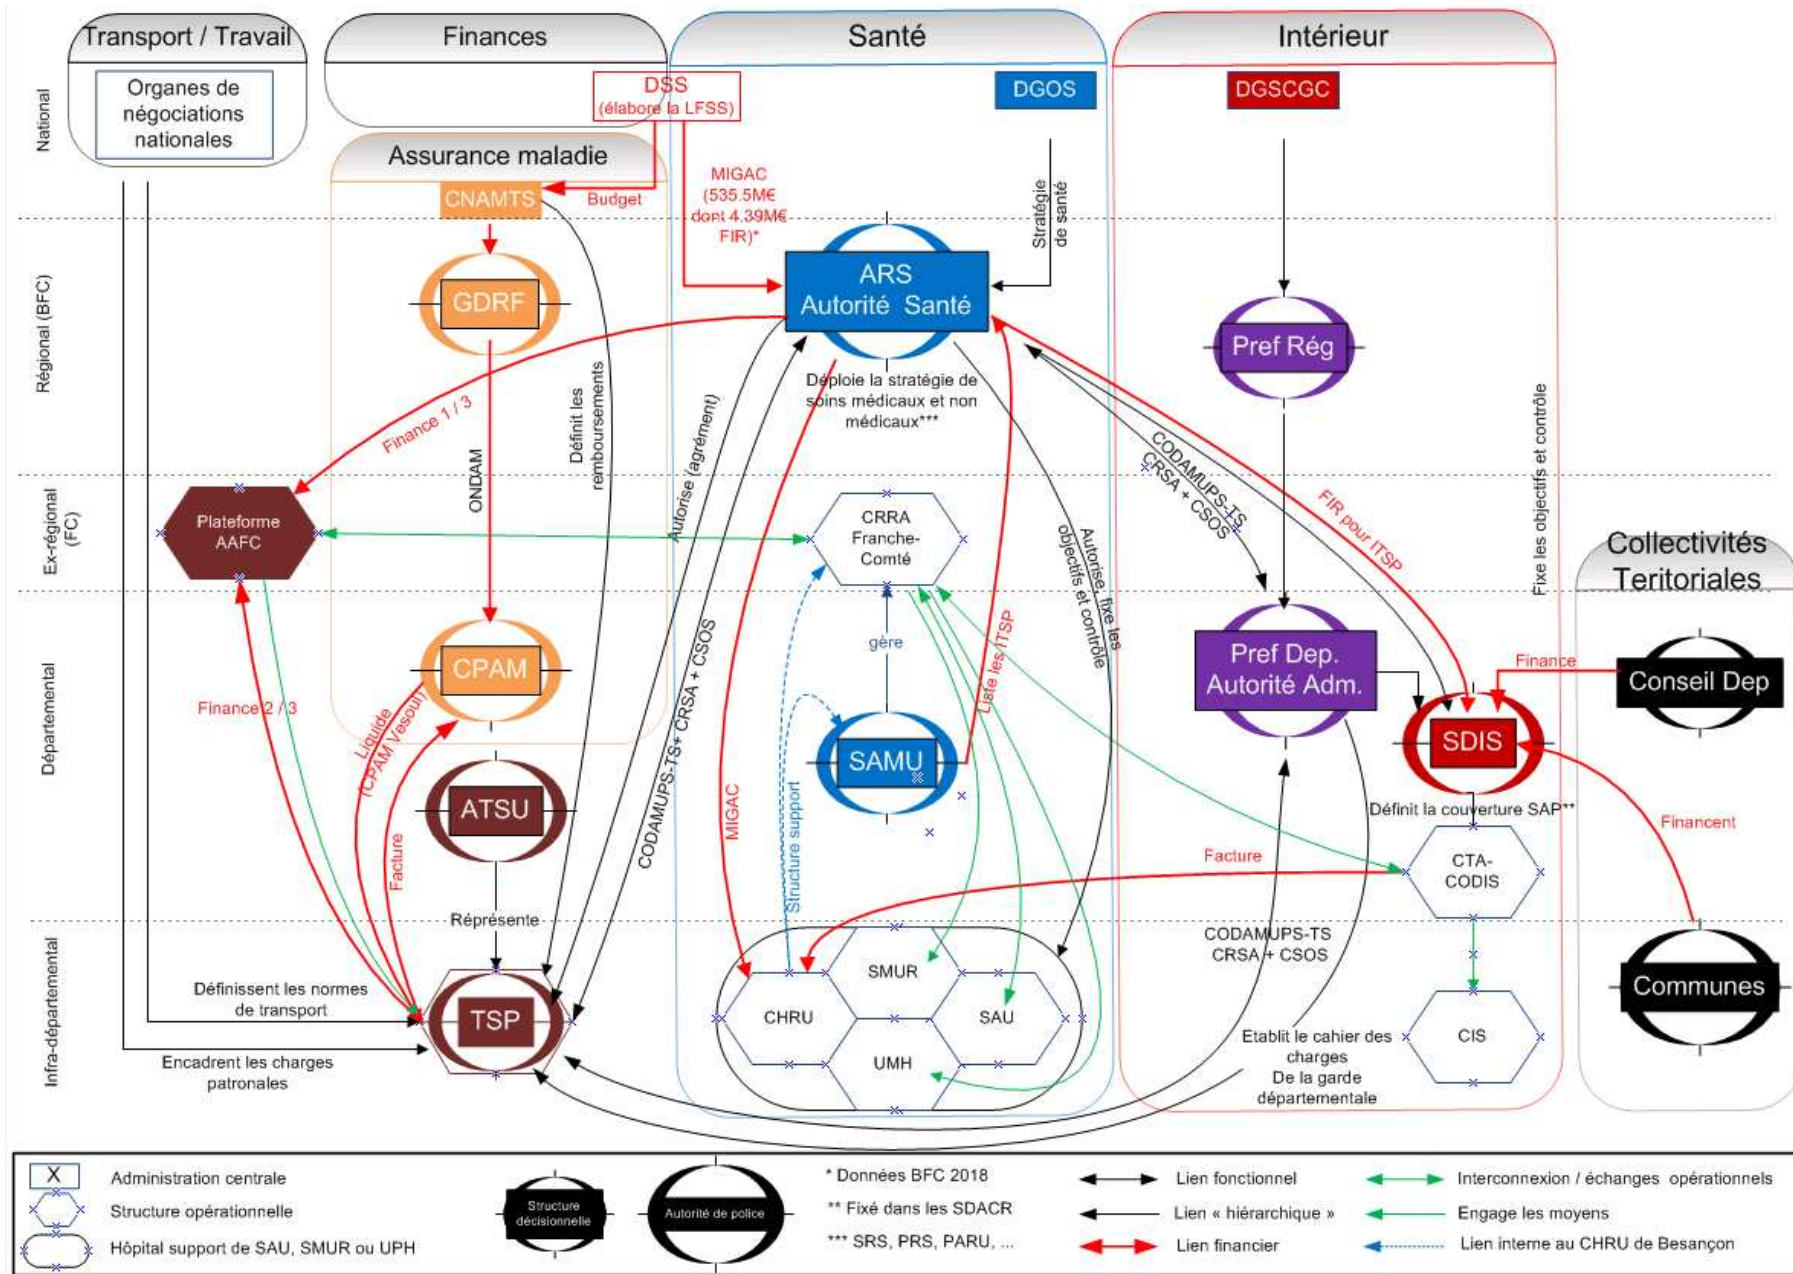 Transport / Travail
Finances
Santé
Intérieur
Organes de
négociations
nationales
DSS
(élabore la LFSS)
DGOS
DGSCGC
National
Assurance maladie
CNAMTS
Budget
MIGAC
(535.5M€
dont 4.39M€
FIR)*
Stratégie
de santé
Régional (BFC)
GDRF
ARS
Autorité Santé
Pref Rég
Déploie la stratégie de
soins médicaux et non
médicaux***
Finance 1 / 3
ONDAM
Définit les
remboursements
Autorise (agrément)
CODAMUPS-TS
CRSA + CSOS
FIR pour ITSP
Fixe les objectifs et contrôle
Ex-régional
(FC)
Plateforme
AAFC
CRRA
Franche-
Comté
Autorise, fixe les
objectifs et contrôle
Collectivités
Teritoriales
Départemental
CPAM
gère
Liste les ITSP
Pref Dep.
Autorité Adm.
Finance
Conseil Dep
Finance 2 / 3
Liquide
(CPAM Vesoul)
CODAMUPS-TS+ CRSA + CSOS
SAMU
SDIS
ATSU
MIGAC
Structure support
Définit la couverture SAP**
Financent
Facture
Facture
CTA-
CODIS
Réprésente
Infra-départemental
CODAMUPS-TS
CRSA + CSOS
SMUR
Définissent les normes
de transport
TSP
CHRU
SAU
Communes
Encadrent les charges
patronales
UMH
Etablit le cahier des
charges
De la garde
départementale
CIS
X
Administration centrale
Structure opérationnelle
Hôpital support de SAU, SMUR ou UPH
Structure
décisionnelle
Autorité de police
* Données BFC 2018
** Fixé dans les SDACR
*** SRS, PRS, PARU, ...
Lien fonctionnel
Lien « hiérarchique »
Lien financier
Interconnexion / échanges opérationnels
Engage les moyens
Lien interne au CHRU de Besançon